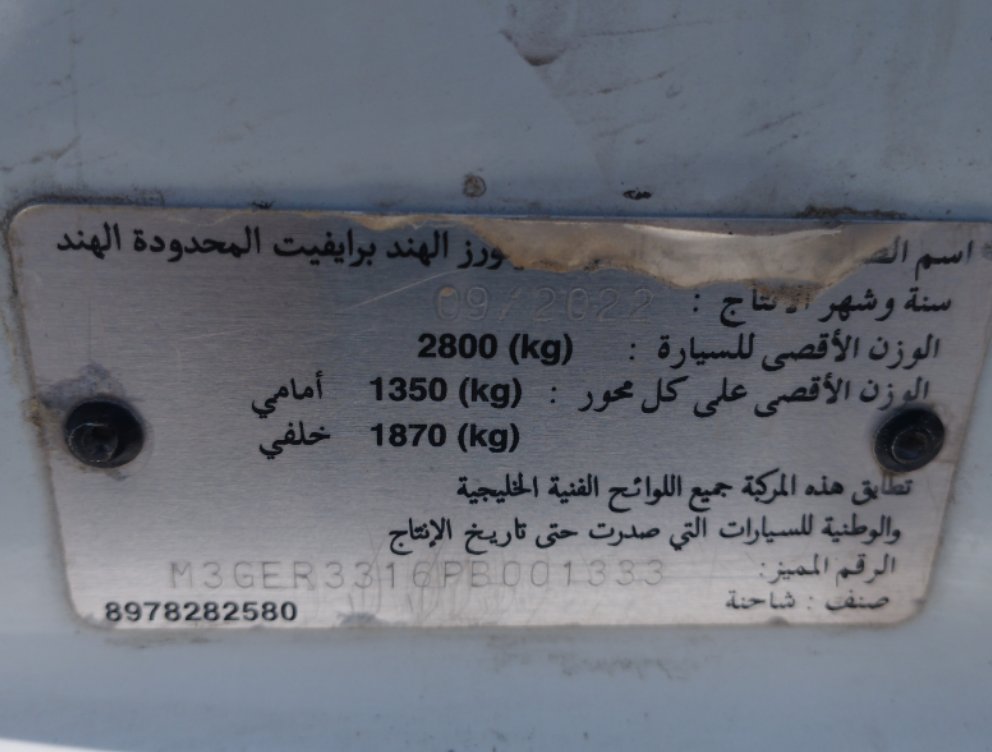 اسم ورز الهند برايفيت المحدودة الهند
سنة وشهر الانتاج : 09/2022
الوزن الأقصى للسيارة : 2800 (kg)
الوزن الأقصى على كل محور : 1350 (kg) أمامي
1870 (kg) خلفي
تطابق هذه المركبة جميع اللوائح الفنية الخليجية
والوطنية للسيارات التي صدرت حتى تاريخ الإنتاج
الرقم المميز: M3GER3316PB001333
صنف : شاحنة
8978282580